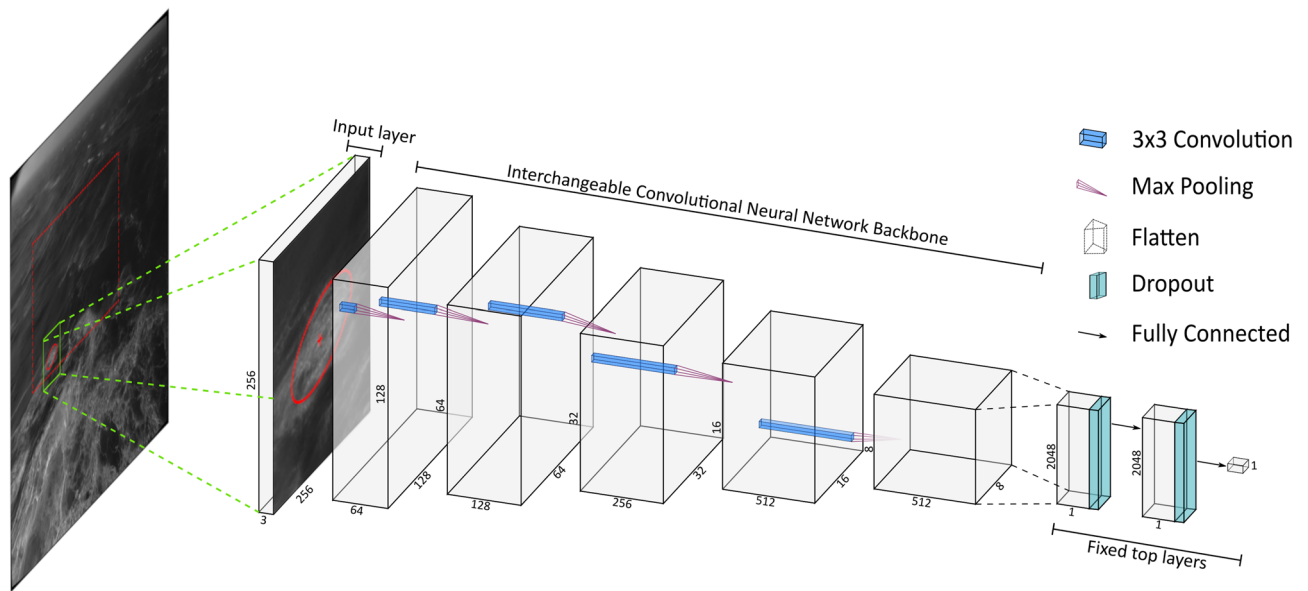 Input layer
Interchangeable Convolutional Neural Network Backbone
3x3 Convolution
Max Pooling
Flatten
Dropout
Fully Connected
256
3
256
128
64
128
64
128
64
32
256
32
16
512
16
8
512
8
2048
1
2048
1
1
Fixed top layers